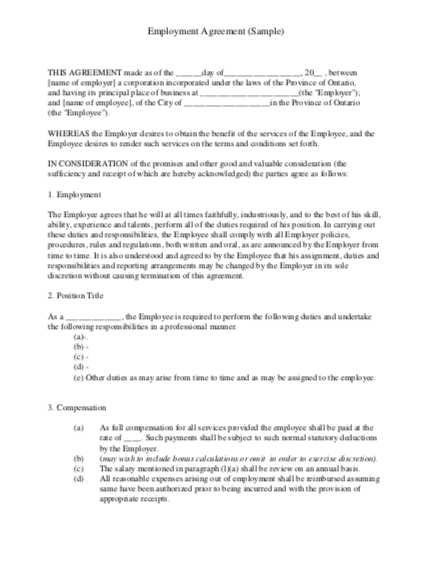 Employment Agreement (Sample)
THIS AGREEMENT made as of the ______day of__________________, 20__ , between
[name of employer] a corporation incorporated under the laws of the Province of Ontario,
and having its principal place of business at _______________________(the "Employer");
and [name of employee], of the City of ____________________in the Province of Ontario
(the "Employee").
WHEREAS the Employer desires to obtain the benefit of the services of the Employee, and the
Employee desires to render such services on the terms and conditions set forth.
IN CONSIDERATION of the promises and other good and valuable consideration (the
sufficiency and receipt of which are hereby acknowledged) the parties agree as follows:
1. Employment
The Employee agrees that he will at all times faithfully, industriously, and to the best of his skill,
ability, experience and talents, perform all of the duties required of his position. In carrying out
these duties and responsibilities, the Employee shall comply with all Employer policies,
procedures, rules and regulations, both written and oral, as are announced by the Employer from
time to time. It is also understood and agreed to by the Employee that his assignment, duties and
responsibilities and reporting arrangements may be changed by the Employer in its sole
discretion without causing termination of this agreement.
2. Position Title
As a _____________, the Employee is required to perform the following duties and undertake
the following responsibilities in a professional manner.
(a)-.
(b) -
(c) -
(d) -
(e) Other duties as may arise from time to time and as may be assigned to the employee.
3. Compensation
(a) As full compensation for all services provided the employee shall be paid at the
rate of ____. Such payments shall be subject to such normal statutory deductions
by the Employer.
(b) (may wish to include bonus calculations or omit in order to exercise discretion).
(c) The salary mentioned in paragraph (l)(a) shall be review on an annual basis.
(d) All reasonable expenses arising out of employment shall be reimbursed assuming
same have been authorized prior to being incurred and with the provision of
appropriate receipts.